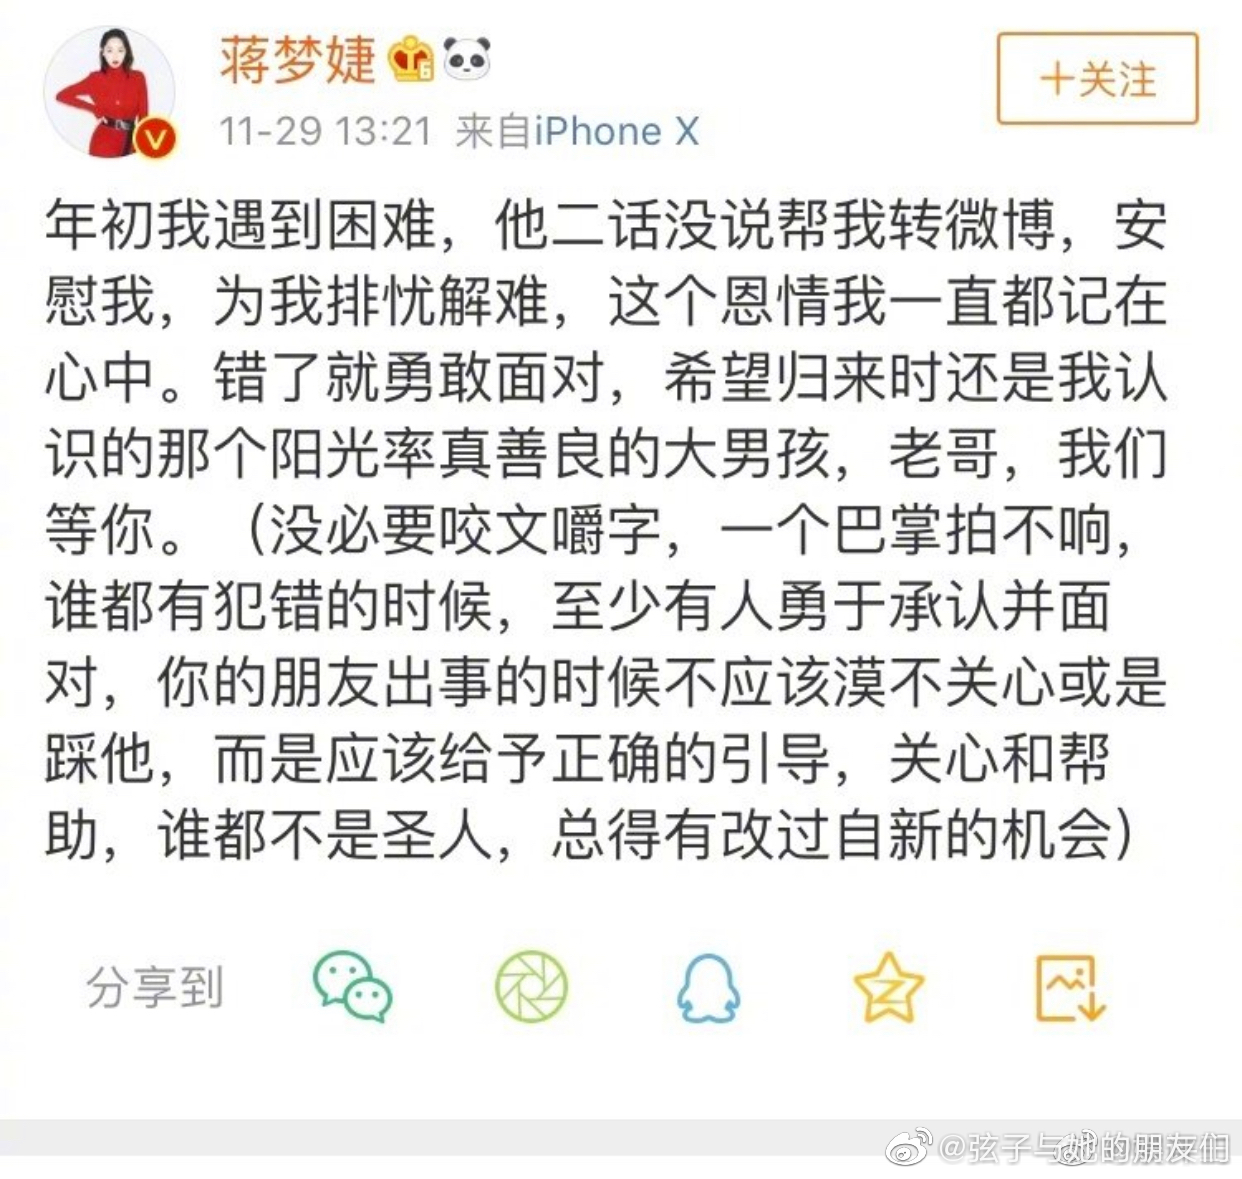 蒋梦婕
6
V
11-29 13:21 来自iPhone X
+关注
年初我遇到困难，他二话没说帮我转微博，安
慰我，为我排忧解难，这个恩情我一直都记在
心中。错了就勇敢面对，希望归来时还是我认
识的那个阳光率真善良的大男孩，老哥，我们
等你。（没必要咬文嚼字，一个巴掌拍不响，
谁都有犯错的时候，至少有人勇于承认并面
对，你的朋友出事的时候不应该漠不关心或是
踩他，而是应该给予正确的引导，关心和帮
助，谁都不是圣人，总得有改过自新的机会）
分享到
@弦子与她的朋友们